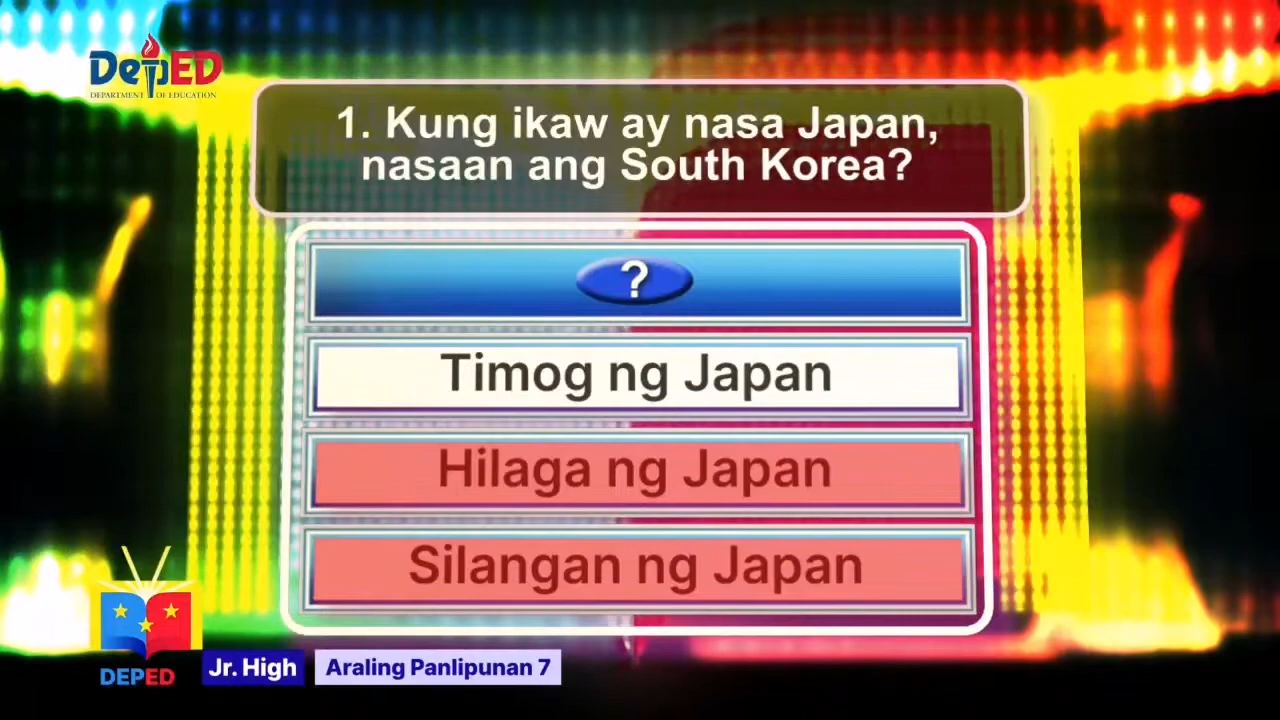 DepED
DEPARTMENT OF EDUCATION
1. Kung ikaw ay nasa Japan,
nasaan ang South Korea?
?
Timog ng Japan
Hilaga ng Japan
Silangan ng Japan
DEPED
Jr. High
Araling Panlipunan 7